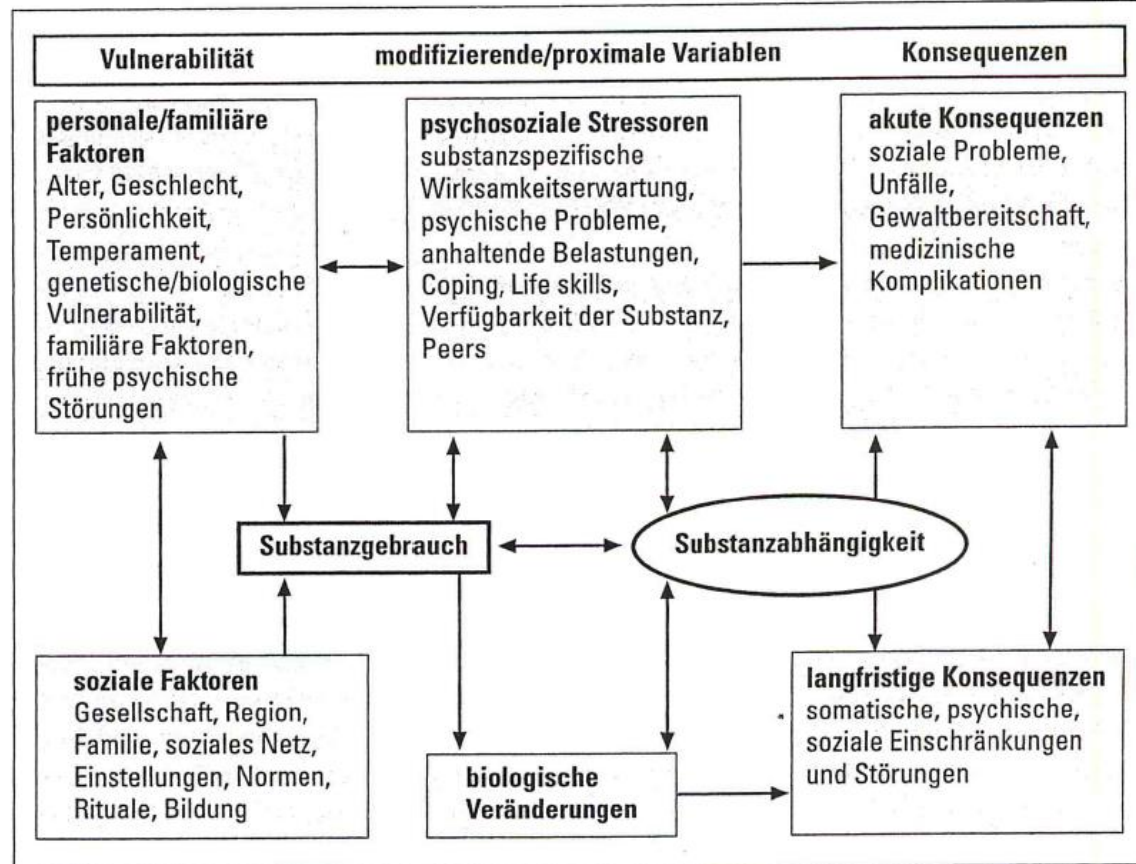 Vulnerabilität
modifizierende/proximale Variablen
Konsequenzen
personale/familiäre
Faktoren
Alter, Geschlecht,
Persönlichkeit,
Temperament,
genetische/biologische
Vulnerabilität,
familiäre Faktoren,
frühe psychische
Störungen
psychosoziale Stressoren
substanzspezifische
Wirksamkeitserwartung,
psychische Probleme,
anhaltende Belastungen,
Coping, Life skills,
Verfügbarkeit der Substanz,
Peers
akute Konsequenzen
soziale Probleme,
Unfälle,
Gewaltbereitschaft,
medizinische
Komplikationen
Substanzgebrauch
Substanzabhängigkeit
soziale Faktoren
Gesellschaft, Region,
Familie, soziales Netz,
Einstellungen, Normen,
Rituale, Bildung
biologische
Veränderungen
langfristige Konsequenzen
somatische, psychische,
soziale Einschränkungen
und Störungen